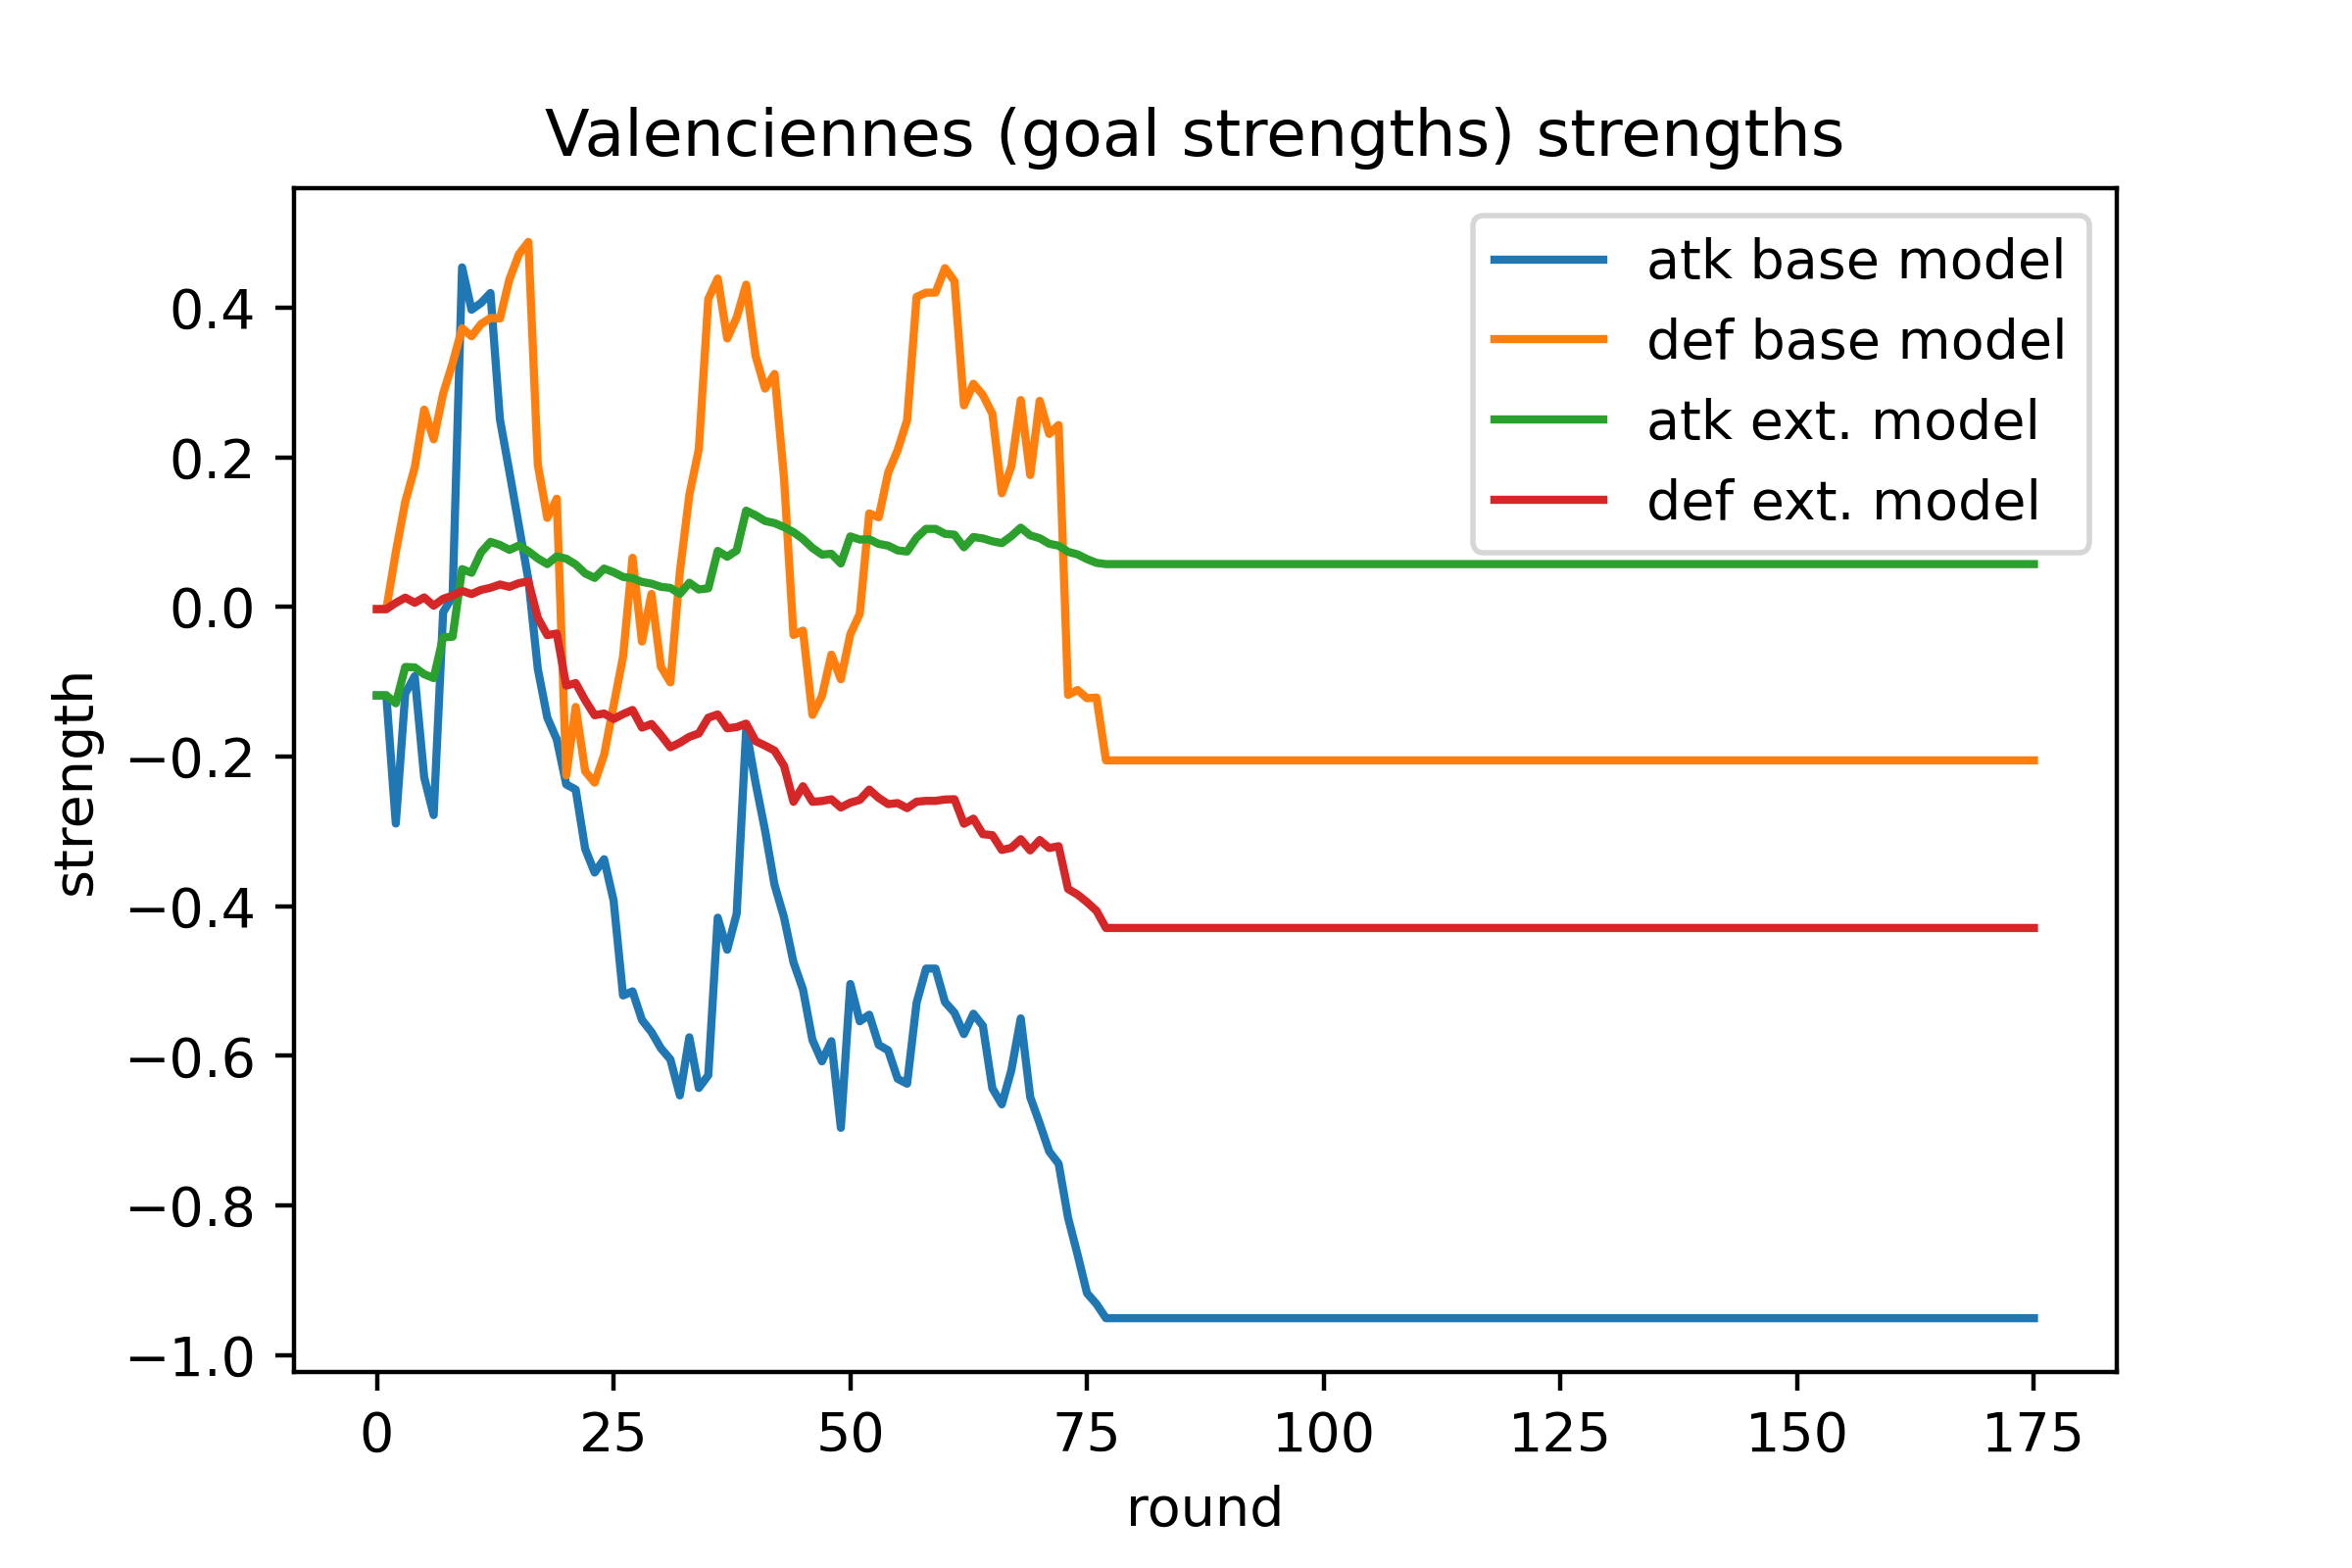 Valenciennes (goal strengths) strengths
atk base model
def base model
atk ext. model
def ext. model
0.4
0.2
0.0
−0.2
−0.4
−0.6
−0.8
−1.0
strength
0 25 50 75 100 125 150 175
round